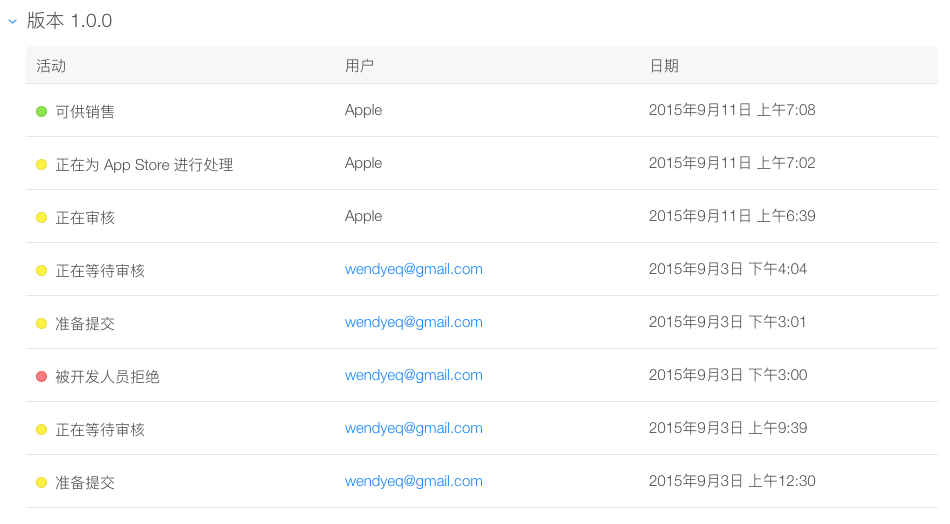 版本 1.0.0
活动 用户 日期
可供销售 Apple 2015年9月11日 上午7:08
正在为 App Store 进行处理 Apple 2015年9月11日 上午7:02
正在审核 Apple 2015年9月11日 上午6:39
正在等待审核 wendyeq@gmail.com 2015年9月3日 下午4:04
准备提交 wendyeq@gmail.com 2015年9月3日 下午3:01
被开发人员拒绝 wendyeq@gmail.com 2015年9月3日 下午3:00
正在等待审核 wendyeq@gmail.com 2015年9月3日 上午9:39
准备提交 wendyeq@gmail.com 2015年9月3日 上午12:30